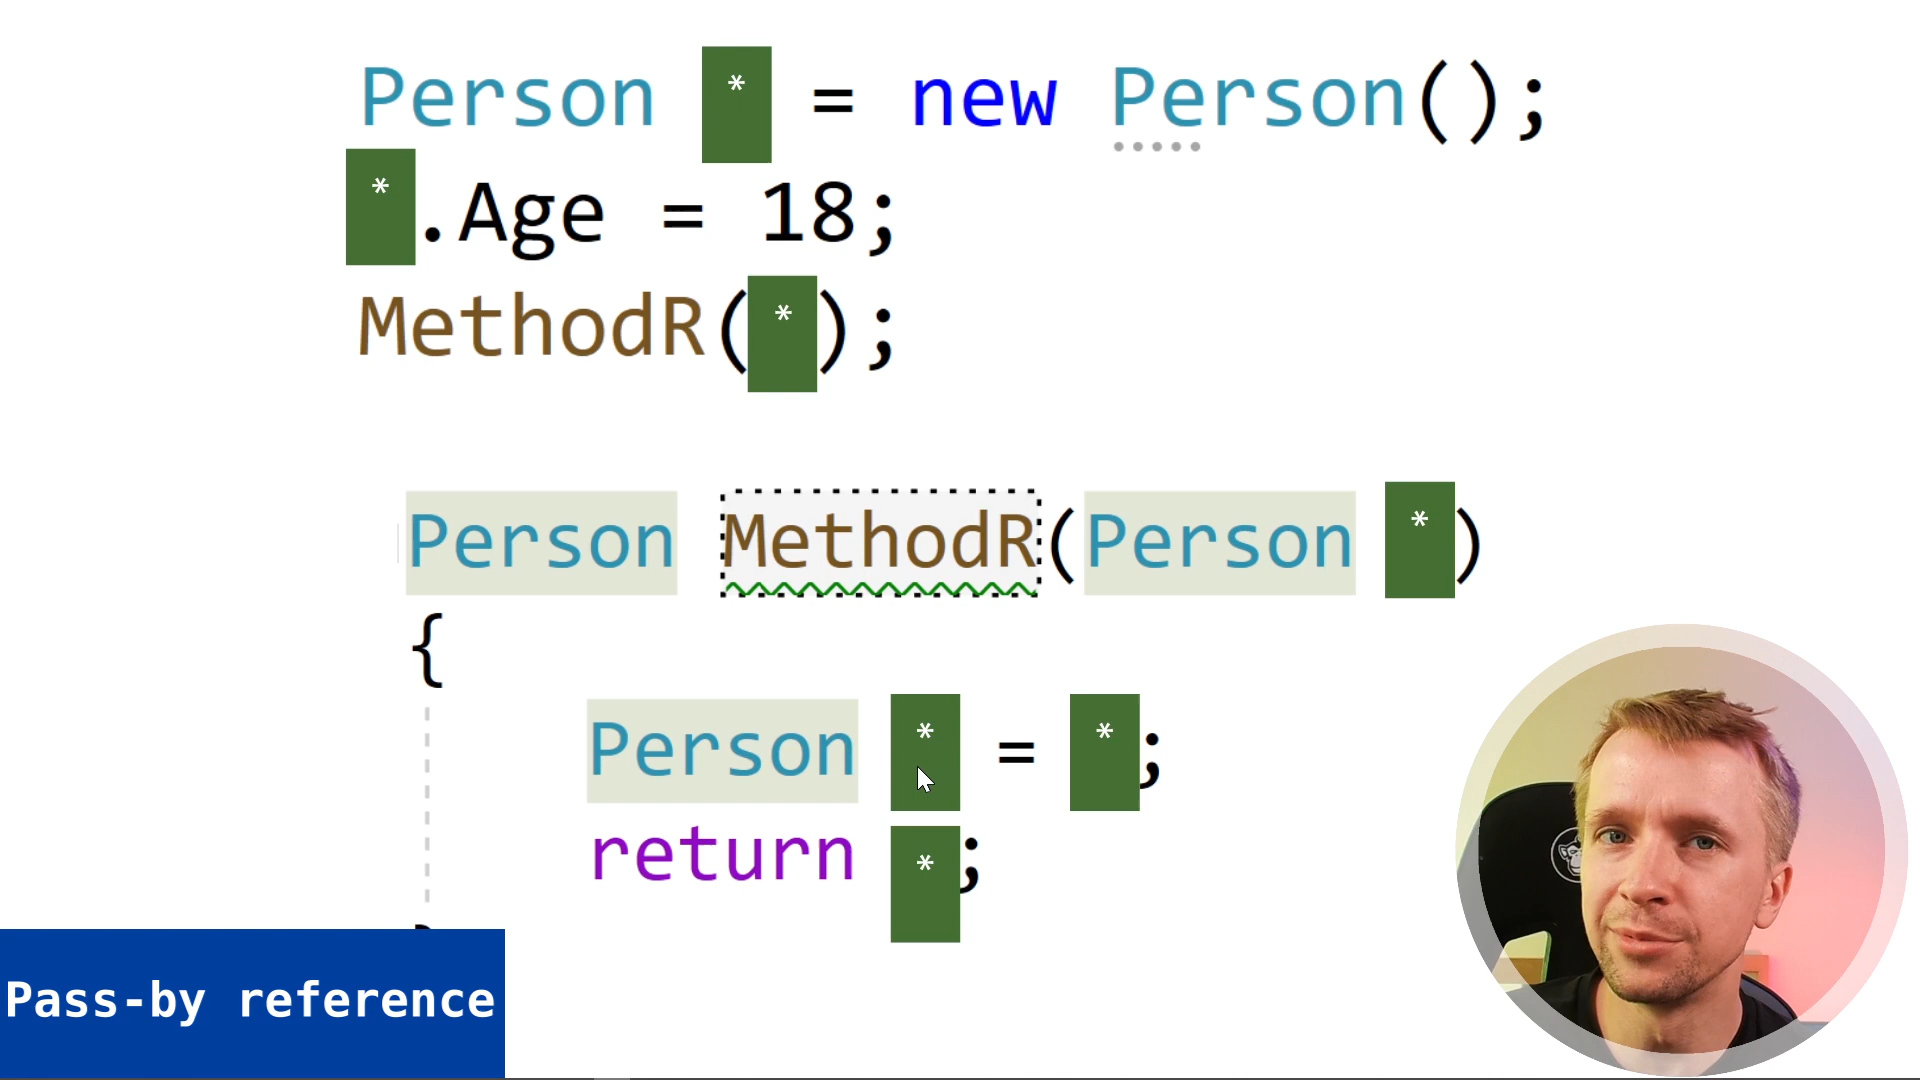 Person * = new Person();
*.Age = 18;
MethodR(*);
Person MethodR(Person *)
{
Person * = *;
return *;
Pass-by reference